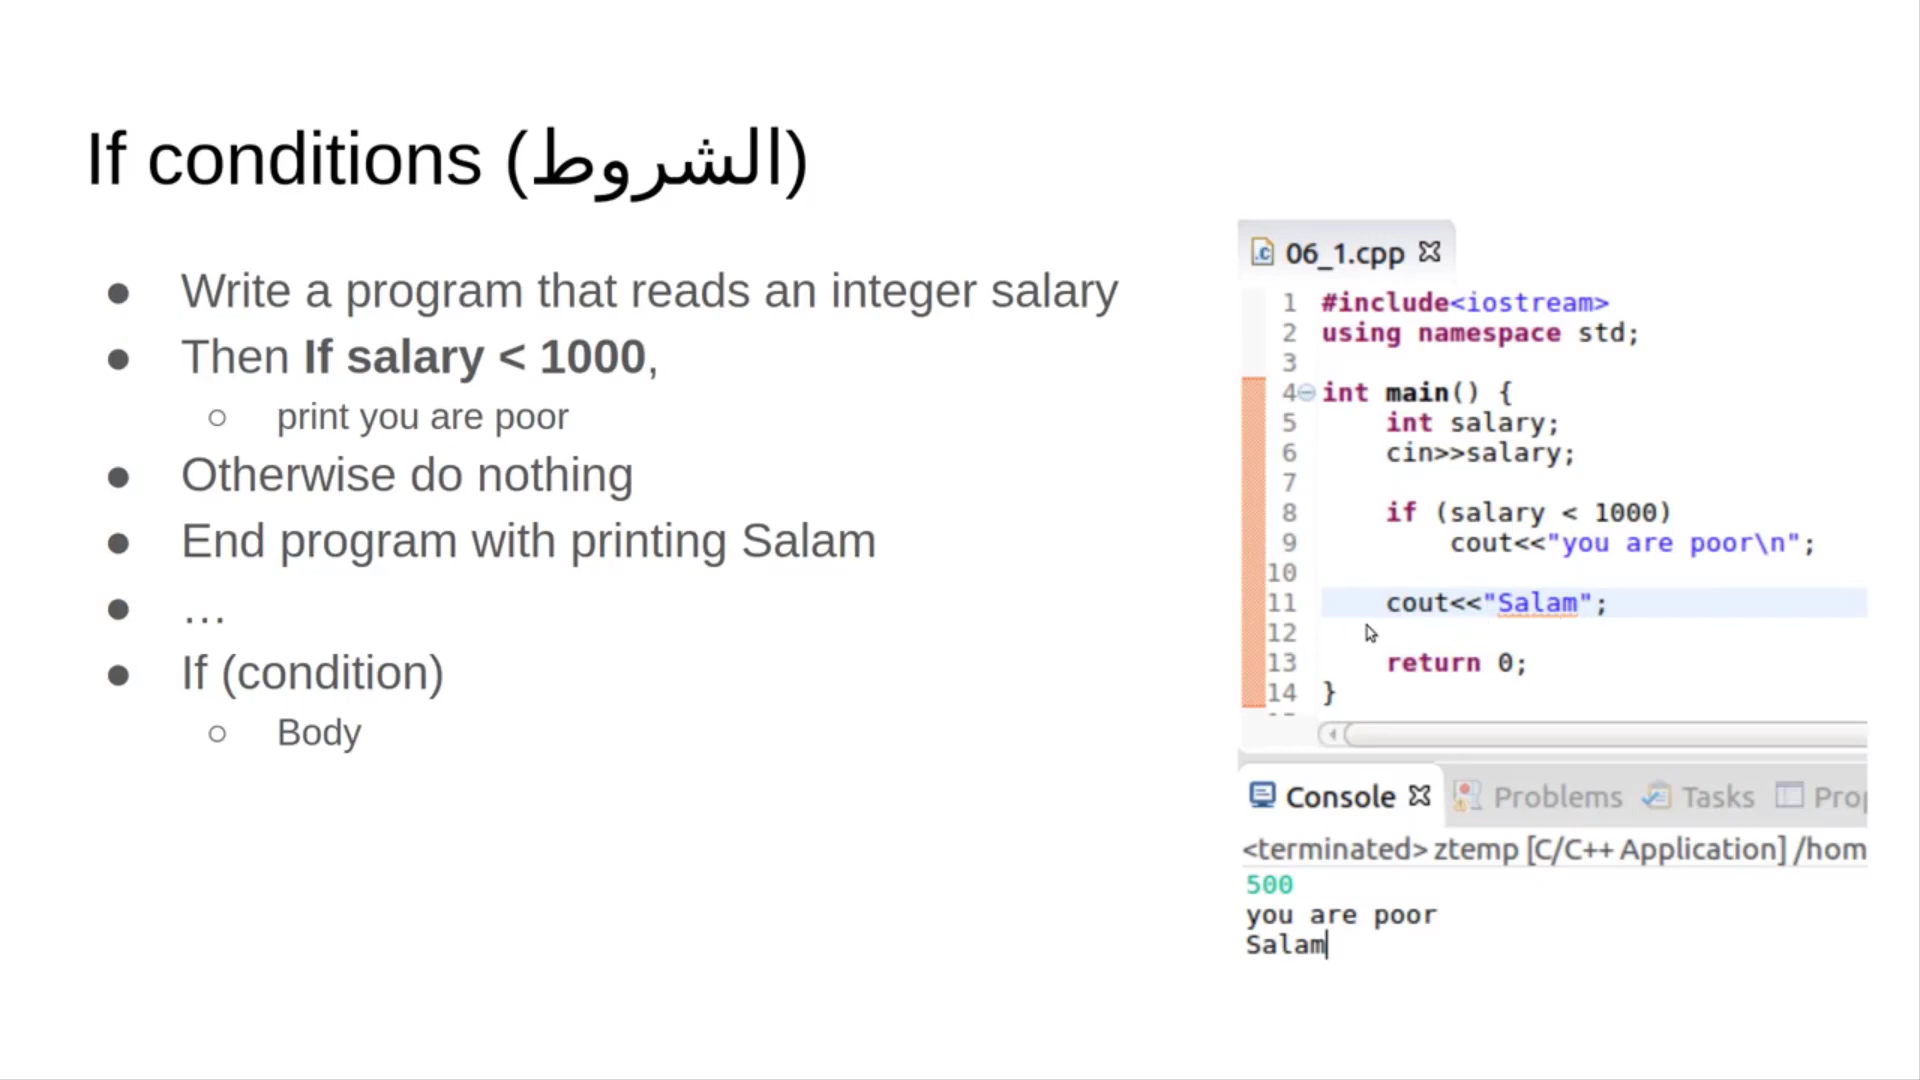 If conditions (الشروط)
● Write a program that reads an integer salary
● Then If salary < 1000,
○ print you are poor
● Otherwise do nothing
● End program with printing Salam
● …
● If (condition)
○ Body
06_1.cpp
1 #include<iostream>
2 using namespace std;
3
4 int main() {
5 int salary;
6 cin>>salary;
7
8 if (salary < 1000)
9 cout<<"you are poor\n";
10
11 cout<<"Salam";
12
13 return 0;
14 }
Console Problems Tasks Prop
<terminated> ztemp [C/C++ Application] /hom
500
you are poor
Salam